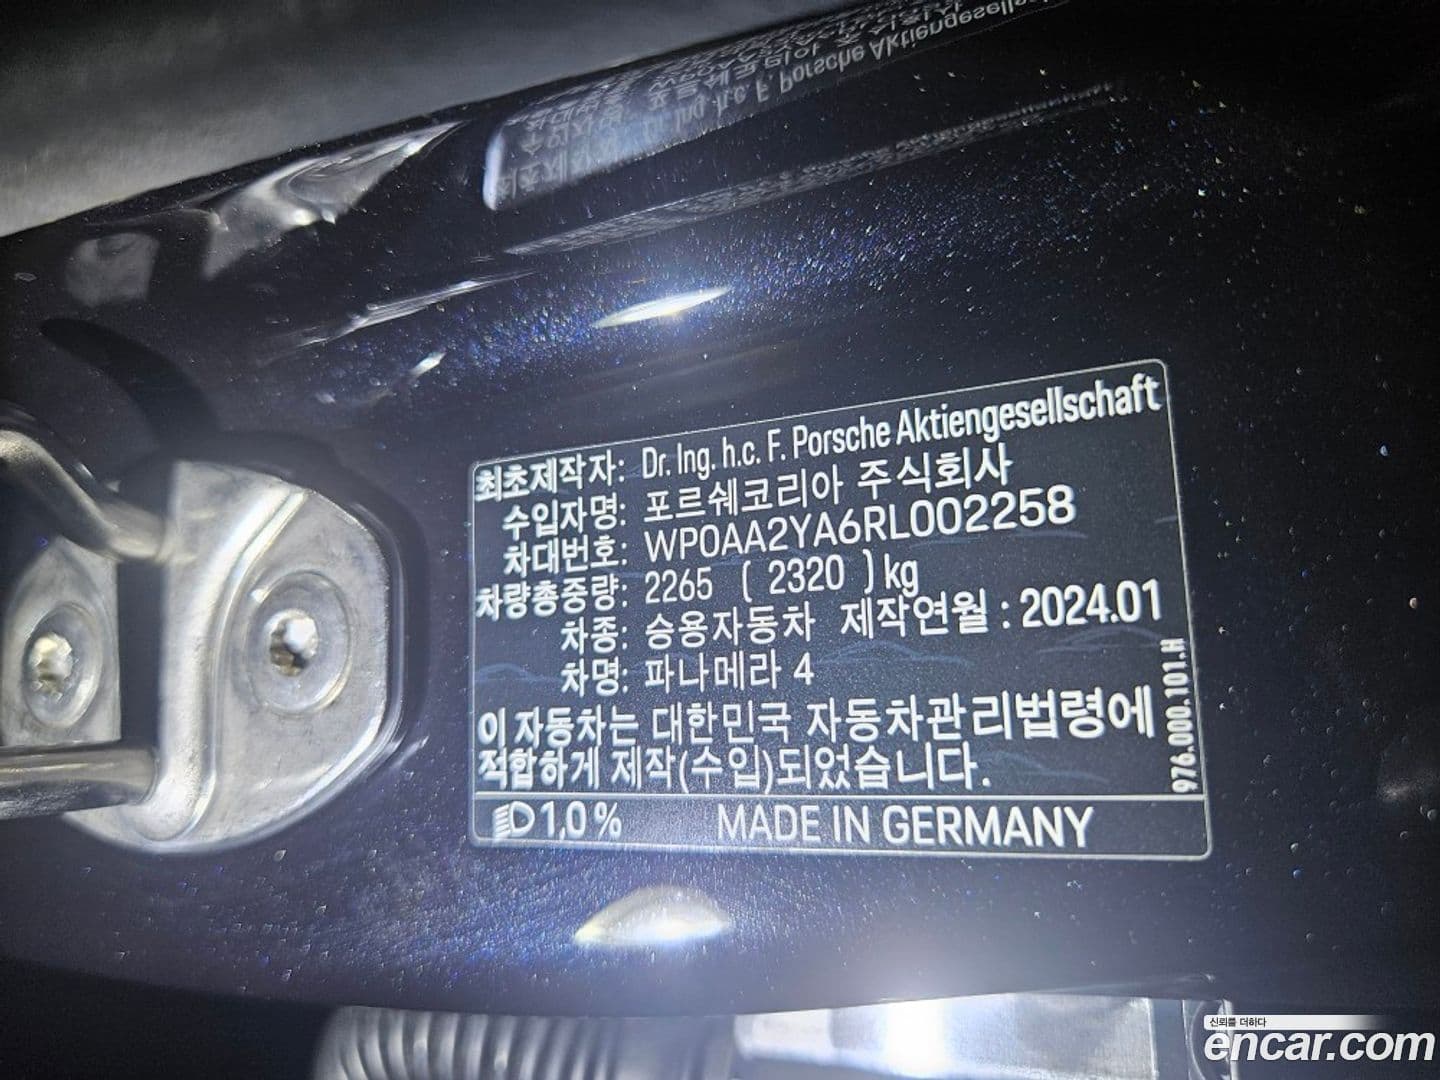 최초제작자: Dr. Ing. h.c. F. Porsche Aktiengesellschaft
수입자명: 포르쉐코리아 주식회사
차대번호: WP0AA2YA6RL002258
차량총중량: 2265 ( 2320 ) kg
차종: 승용자동차 제작연월 : 2024.01
차명: 파나메라 4
이 자동차는 대한민국 자동차관리법령에
적합하게 제작(수입)되었습니다.
976.000.101.H
1,0% MADE IN GERMANY
신뢰를 더하다
encar.com